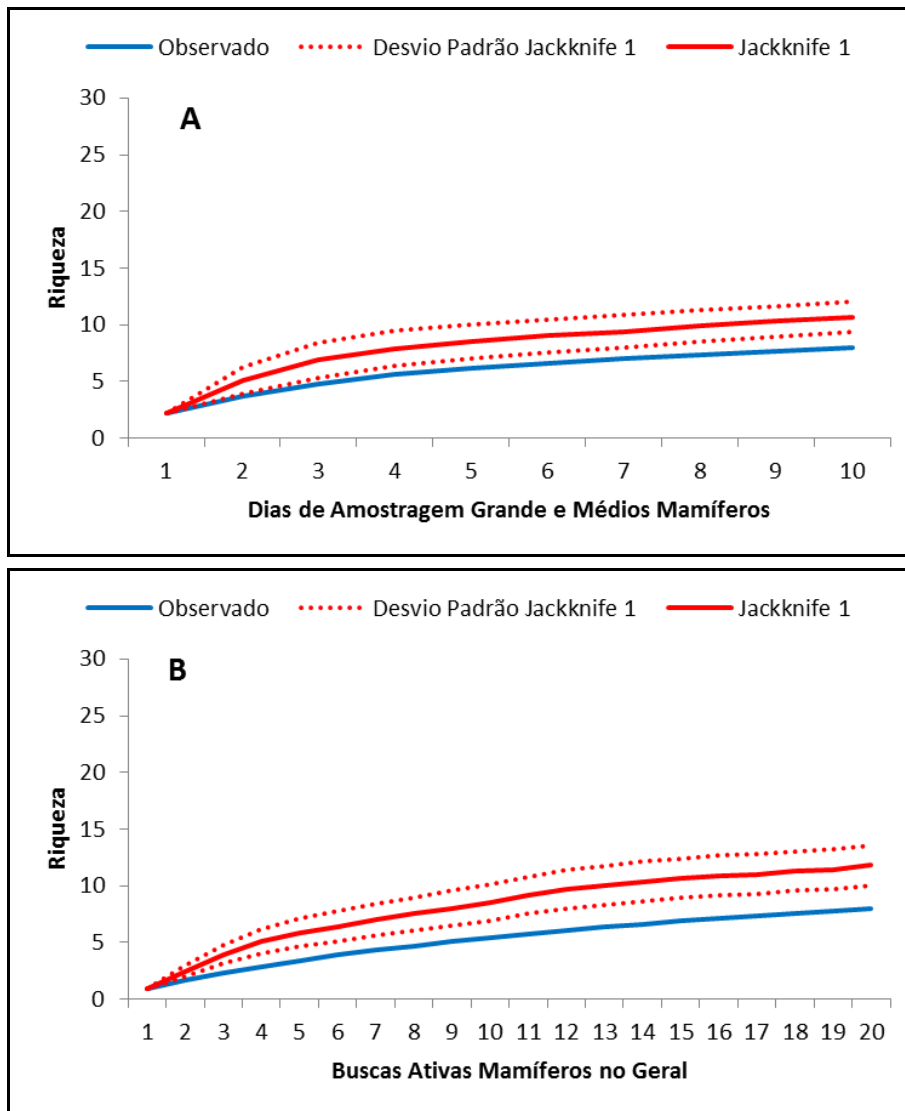 Observado Desvio Padrão Jackknife 1 Jackknife 1
A
30
25
20
15
10
5
0
Riqueza
1 2 3 4 5 6 7 8 9 10
Dias de Amostragem Grande e Médios Mamíferos
Observado Desvio Padrão Jackknife 1 Jackknife 1
B
30
25
20
15
10
5
0
Riqueza
1 2 3 4 5 6 7 8 9 10 11 12 13 14 15 16 17 18 19 20
Buscas Ativas Mamíferos no Geral